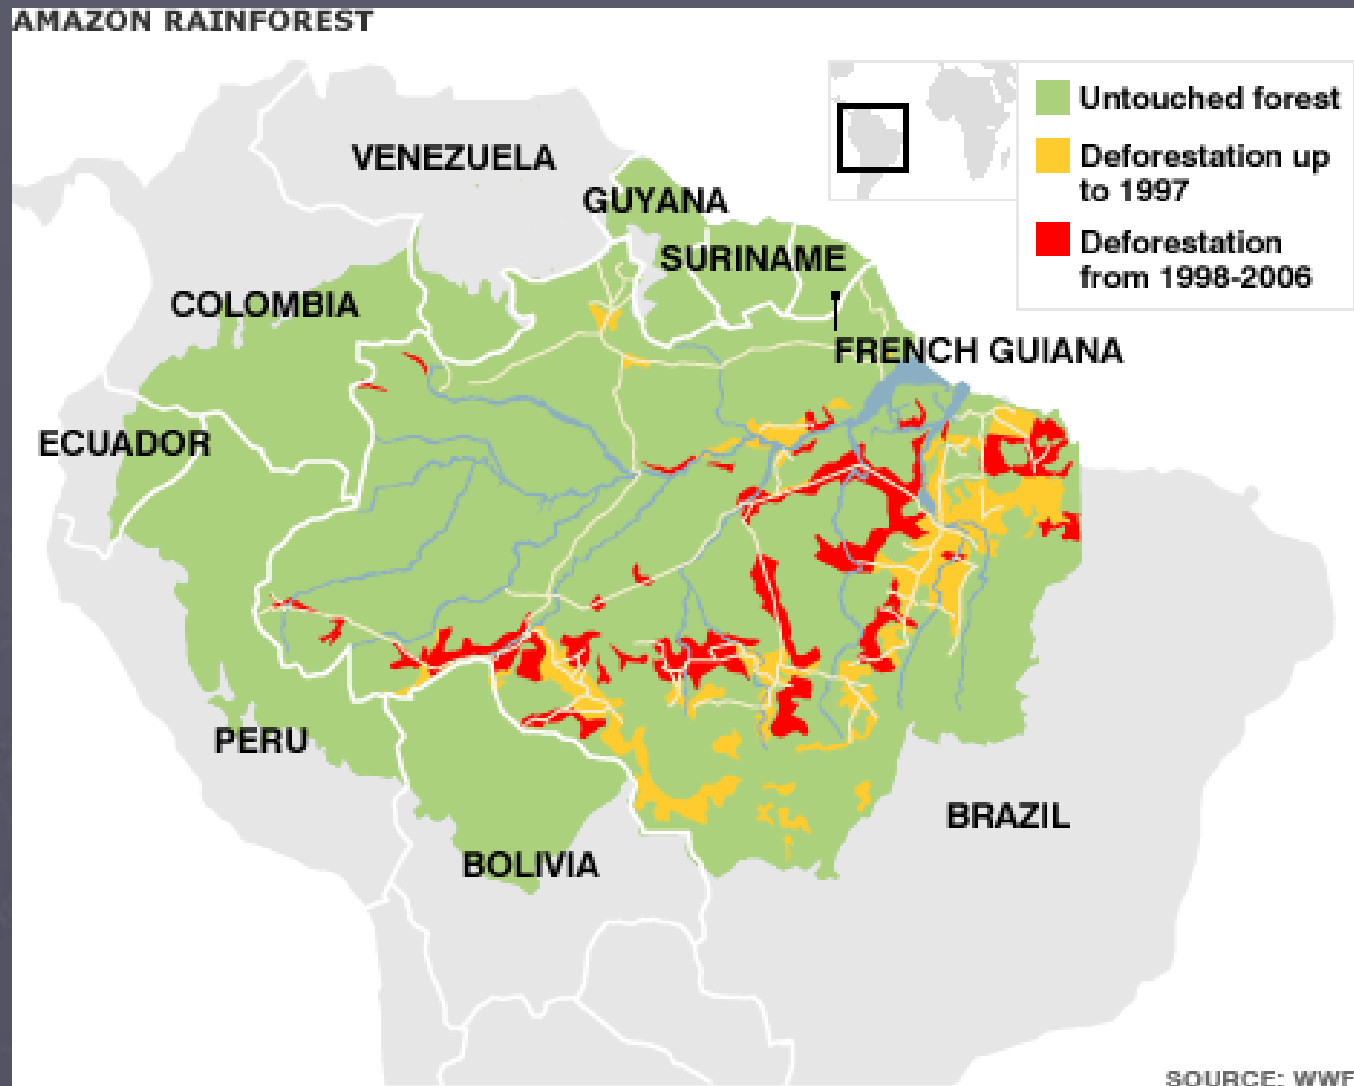 AMAZON RAINFOREST
Untouched forest
Deforestation up
to 1997
Deforestation
from 1998-2006
VENEZUELA
GUYANA
SURINAME
COLOMBIA
FRENCH GUIANA
ECUADOR
PERU
BRAZIL
BOLIVIA
SOURCE: WWF